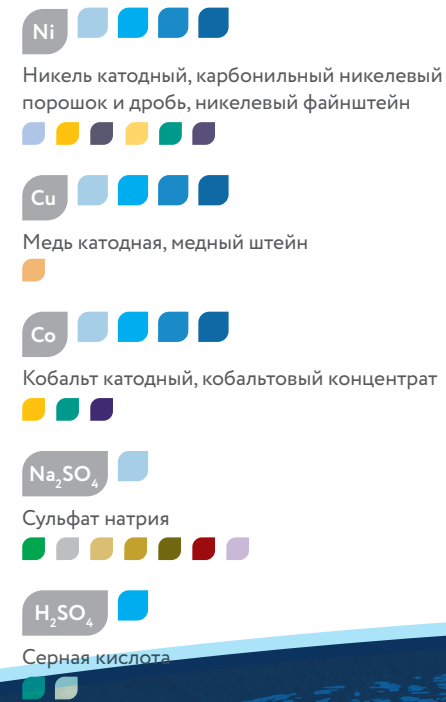 Ni
Никель катодный, карбонильный никелевый
порошок и дробь, никелевый файнштейн
Cu
Медь катодная, медный штейн
Co
Кобальт катодный, кобальтовый концентрат
Na₂SO₄
Сульфат натрия
H₂SO₄
Серная кислота